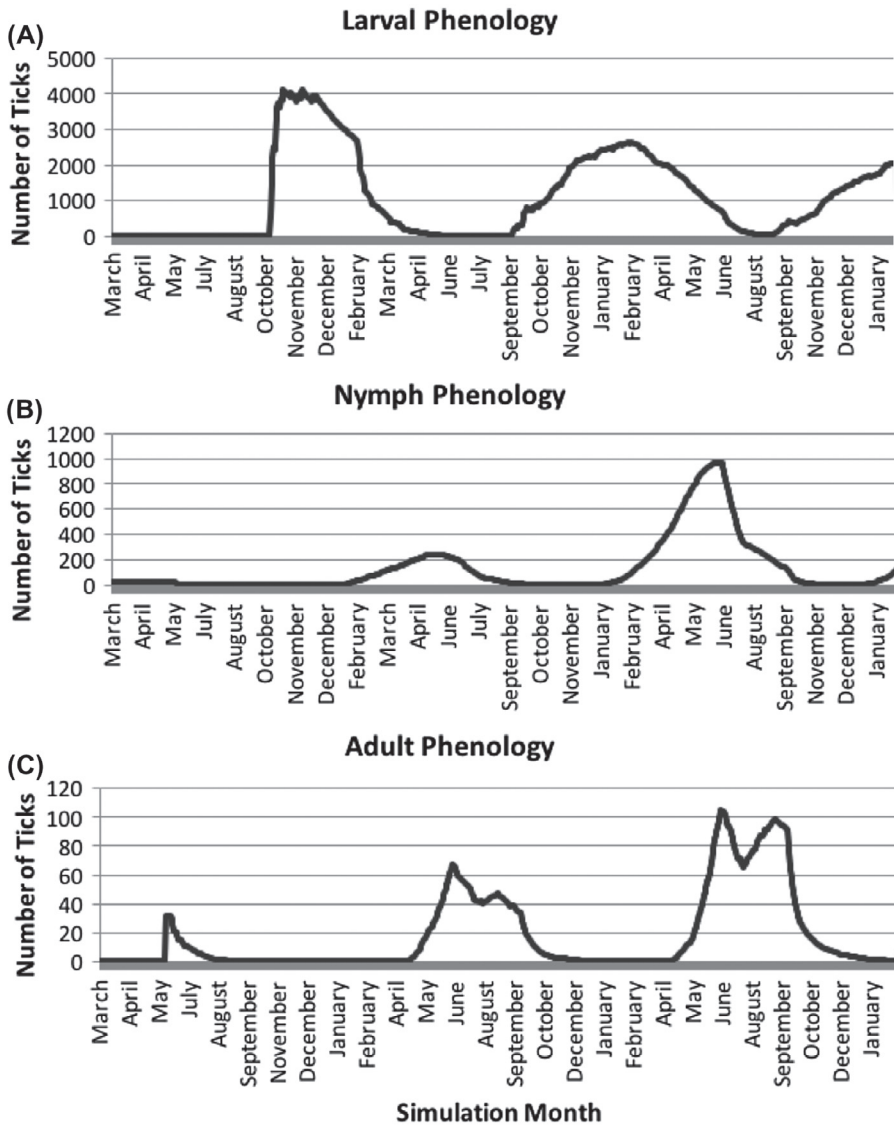 (A)
Larval Phenology
Number of Ticks
5000
4000
3000
2000
1000
0
March
April
May
July
August
October
November
December
February
March
April
June
July
September
October
November
January
February
April
May
June
August
September
November
December
January
(B)
Nymph Phenology
Number of Ticks
1200
1000
800
600
400
200
0
March
April
May
July
August
October
November
December
February
March
April
June
July
September
October
November
January
February
April
May
June
August
September
November
December
January
(C)
Adult Phenology
Number of Ticks
120
100
80
60
40
20
0
March
April
May
July
August
September
November
December
January
February
April
May
June
August
September
October
December
January
February
April
May
June
August
September
October
December
January
Simulation Month